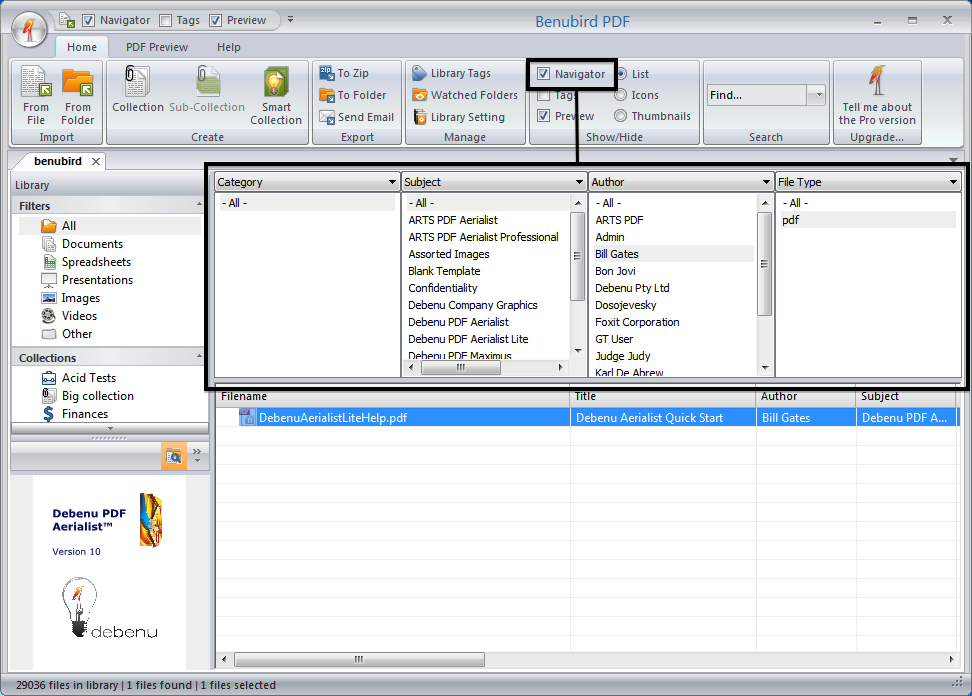 Navigator Tags Preview
Benubird PDF
Home PDF Preview Help
From File
From Folder
Import
Collection Sub-Collection Smart Collection
Create
To Zip
To Folder
Send Email
Export
Library Tags
Watched Folders
Library Setting
Manage
Navigator List
Tags Icons
Preview Thumbnails
Show/Hide
Find...
Search
Tell me about the Pro version
Upgrade...
benubird
Library
Filters
All
Documents
Spreadsheets
Presentations
Images
Videos
Other
Collections
Acid Tests
Big collection
Finances
Debenu PDF
Aerialist™
Version 10
debenu
Category
- All -
Subject
- All -
ARTS PDF Aerialist
ARTS PDF Aerialist Professional
Assorted Images
Blank Template
Confidentiality
Debenu Company Graphics
Debenu PDF Aerialist
Debenu PDF Aerialist Lite
Debenu PDF Maximus
Author
- All -
ARTS PDF
Admin
Bill Gates
Bon Jovi
Debenu Pty Ltd
Dosojevesky
Foxit Corporation
GT User
Judge Judy
Karl De Abrew
File Type
- All -
pdf
Filename Title Author Subject
DebenuAerialistLiteHelp.pdf Debenu Aerialist Quick Start Bill Gates Debenu PDF A...
29036 files in library | 1 files found | 1 files selected